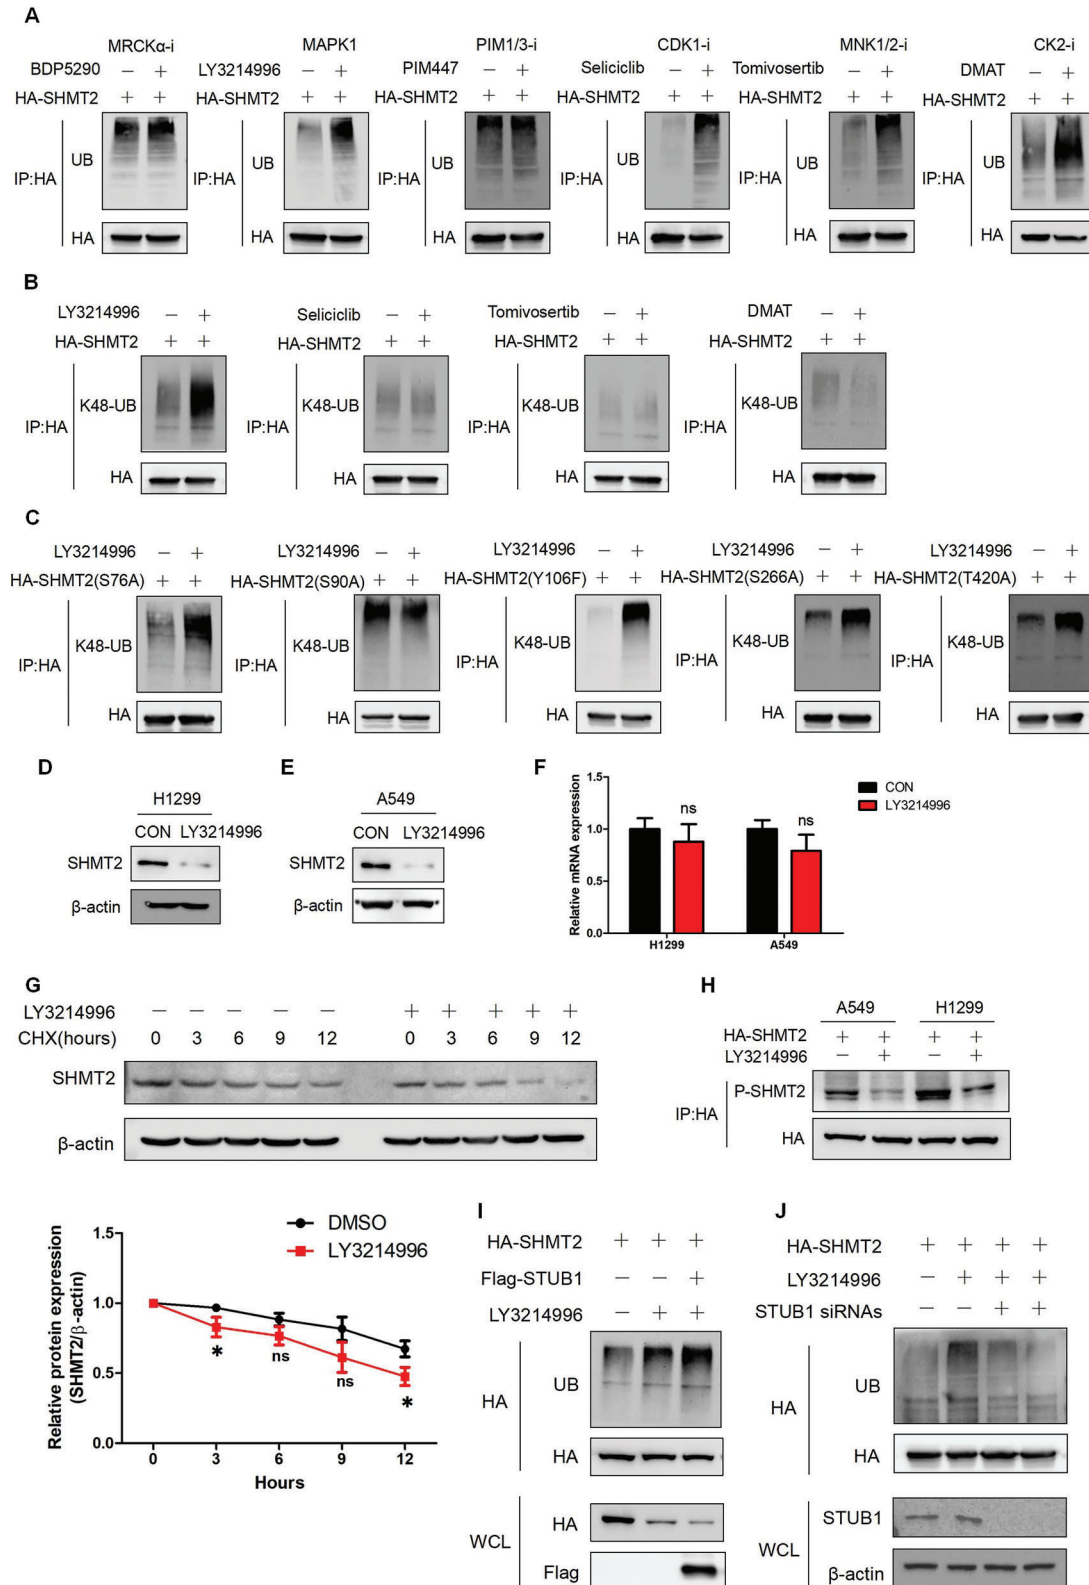 A
MRCKα-i MAPK1 PIM1/3-i CDK1-i MNK1/2-i CK2-i
BDP5290 − + LY3214996 − + PIM447 − + Seliciclib − + Tomivosertib − + DMAT − +
HA-SHMT2 + + HA-SHMT2 + + HA-SHMT2 + + HA-SHMT2 + + HA-SHMT2 + + HA-SHMT2 + +
UB UB UB UB UB UB
IP:HA IP:HA IP:HA IP:HA IP:HA IP:HA
HA HA HA HA HA HA
B
LY3214996 − + Seliciclib − + Tomivosertib − + DMAT − +
HA-SHMT2 + + HA-SHMT2 + + HA-SHMT2 + + HA-SHMT2 + +
K48-UB K48-UB K48-UB K48-UB
IP:HA IP:HA IP:HA IP:HA
HA HA HA HA
C
LY3214996 − + LY3214996 − + LY3214996 − + LY3214996 − + LY3214996 − +
HA-SHMT2(S76A) + + HA-SHMT2(S90A) + + HA-SHMT2(Y106F) + + HA-SHMT2(S266A) + + HA-SHMT2(T420A) + +
K48-UB K48-UB K48-UB K48-UB K48-UB
IP:HA IP:HA IP:HA IP:HA IP:HA
HA HA HA HA HA
D
H1299
CON LY3214996
SHMT2
β-actin
E
A549
CON LY3214996
SHMT2
β-actin
F
Relative mRNA expression
1.5
1.0
0.5
0.0
ns ns
H1299 A549
CON
LY3214996
G
LY3214996 − − − − − + + + + +
CHX(hours) 0 3 6 9 12 0 3 6 9 12
SHMT2
β-actin
Relative protein expression
(SHMT2/β-actin)
1.5
1.0
0.5
0.0
DMSO
LY3214996
* ns ns *
0 3 6 9 12
Hours
H
A549 H1299
HA-SHMT2 + + + +
LY3214996 − + − +
P-SHMT2
IP:HA
HA
I
HA-SHMT2 + + +
Flag-STUB1 − − +
LY3214996 − + +
UB
HA
HA
HA
WCL
Flag
J
HA-SHMT2 + + + +
LY3214996 − + + +
STUB1 siRNAs − − + +
UB
HA
HA
STUB1
WCL
β-actin